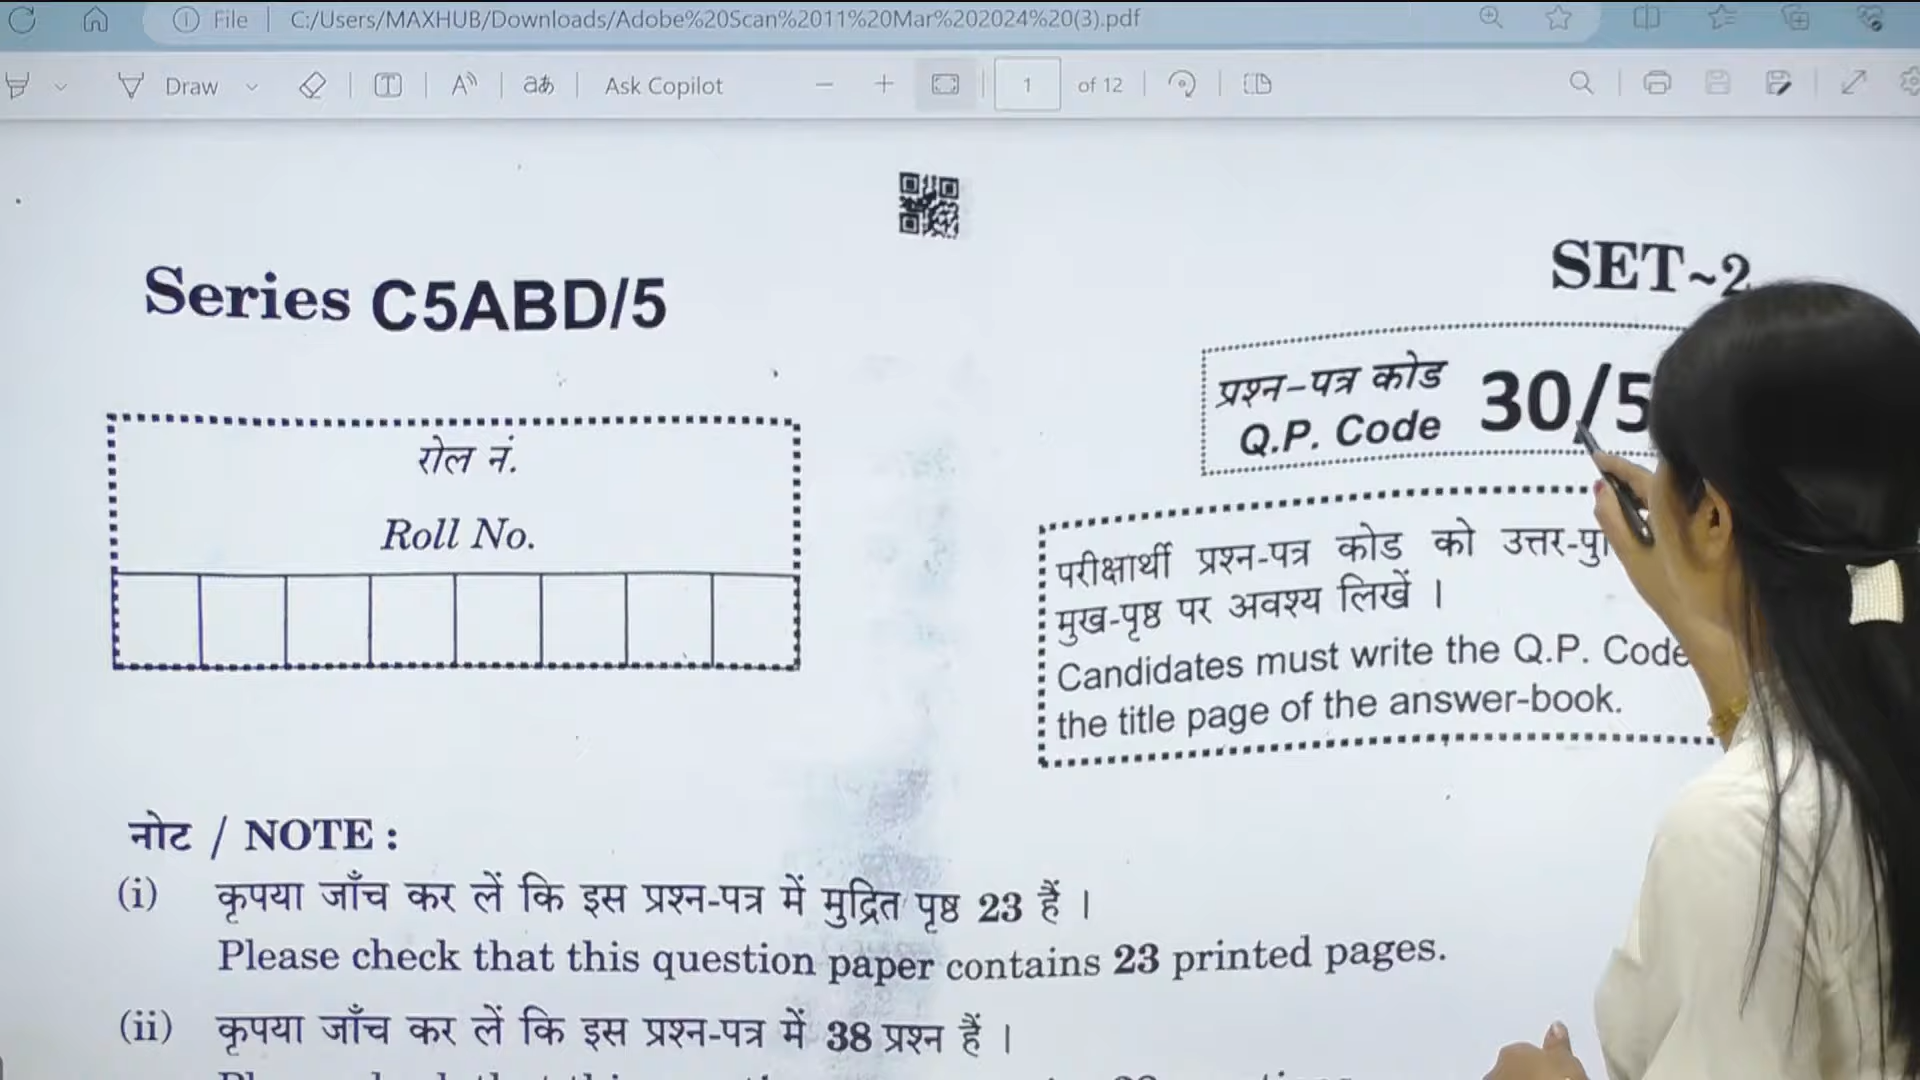 File C:/Users/MAXHUB/Downloads/Adobe%20Scan%2011%20Mar%202024%20(3).pdf
Draw Ask Copilot 1 of 12
SET~2
Series C5ABD/5
प्रश्न-पत्र कोड
Q.P. Code 30/5
रोल नं.
Roll No.
परीक्षार्थी प्रश्न-पत्र कोड को
मुख-पृष्ठ पर अवश्य लिखें ।
Candidates must write the Q.P. Code
the title page of the answer-book.
नोट / NOTE :
(i) कृपया जाँच कर लें कि इस प्रश्न-पत्र में मुद्रित पृष्ठ 23 हैं ।
Please check that this question paper contains 23 printed pages.
(ii) कृपया जाँच कर लें कि इस प्रश्न-पत्र में 38 प्रश्न हैं ।